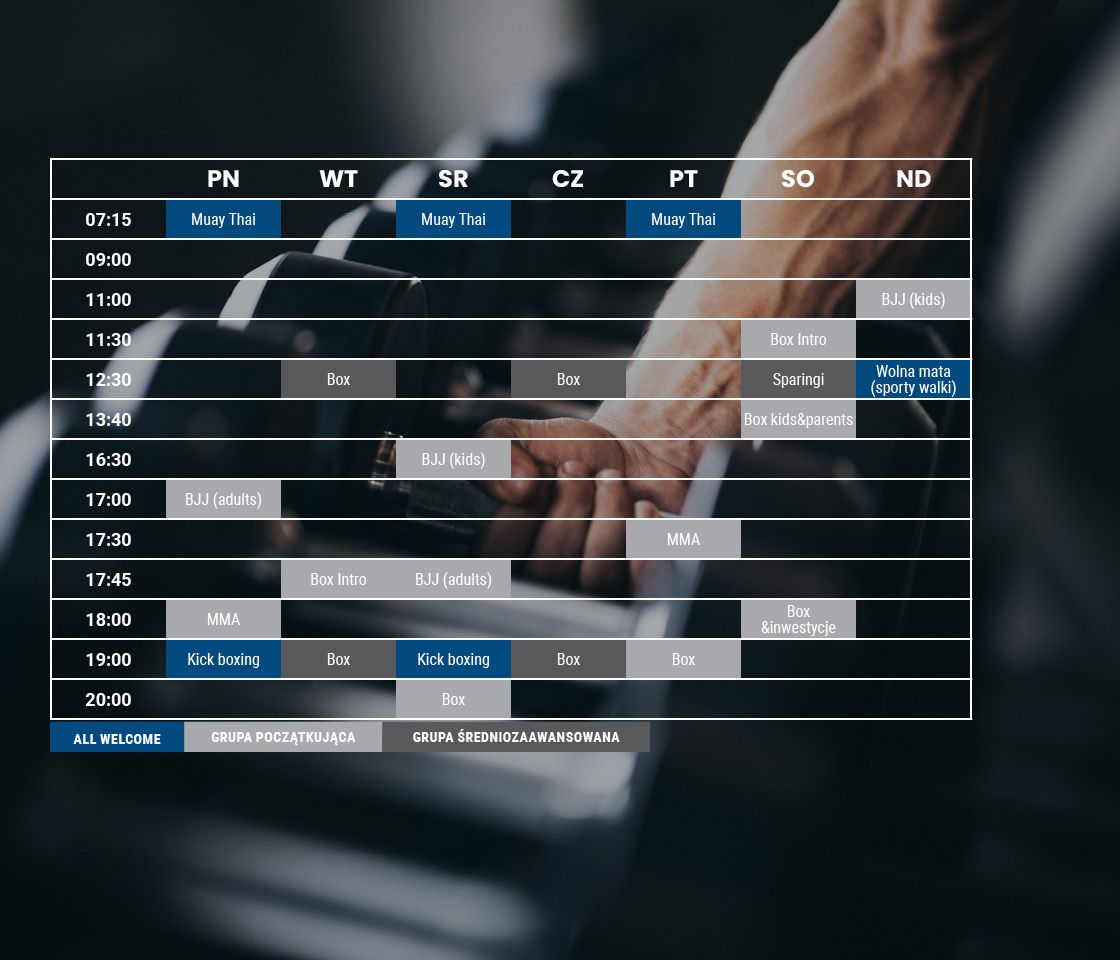 PN WT SR CZ PT SO ND
07:15 Muay Thai Muay Thai Muay Thai
09:00
11:00 BJJ (kids)
11:30 Box Intro
12:30 Box Box Sparingi Wolna mata
(sporty walki)
13:40 Box kids&parents
16:30 BJJ (kids)
17:00 BJJ (adults)
17:30 MMA
17:45 Box Intro BJJ (adults)
18:00 MMA Box
&inwestycje
19:00 Kick boxing Box Kick boxing Box Box
20:00 Box
ALL WELCOME GRUPA POCZĄTKUJĄCA GRUPA ŚREDNIOZAAWANSOWANA